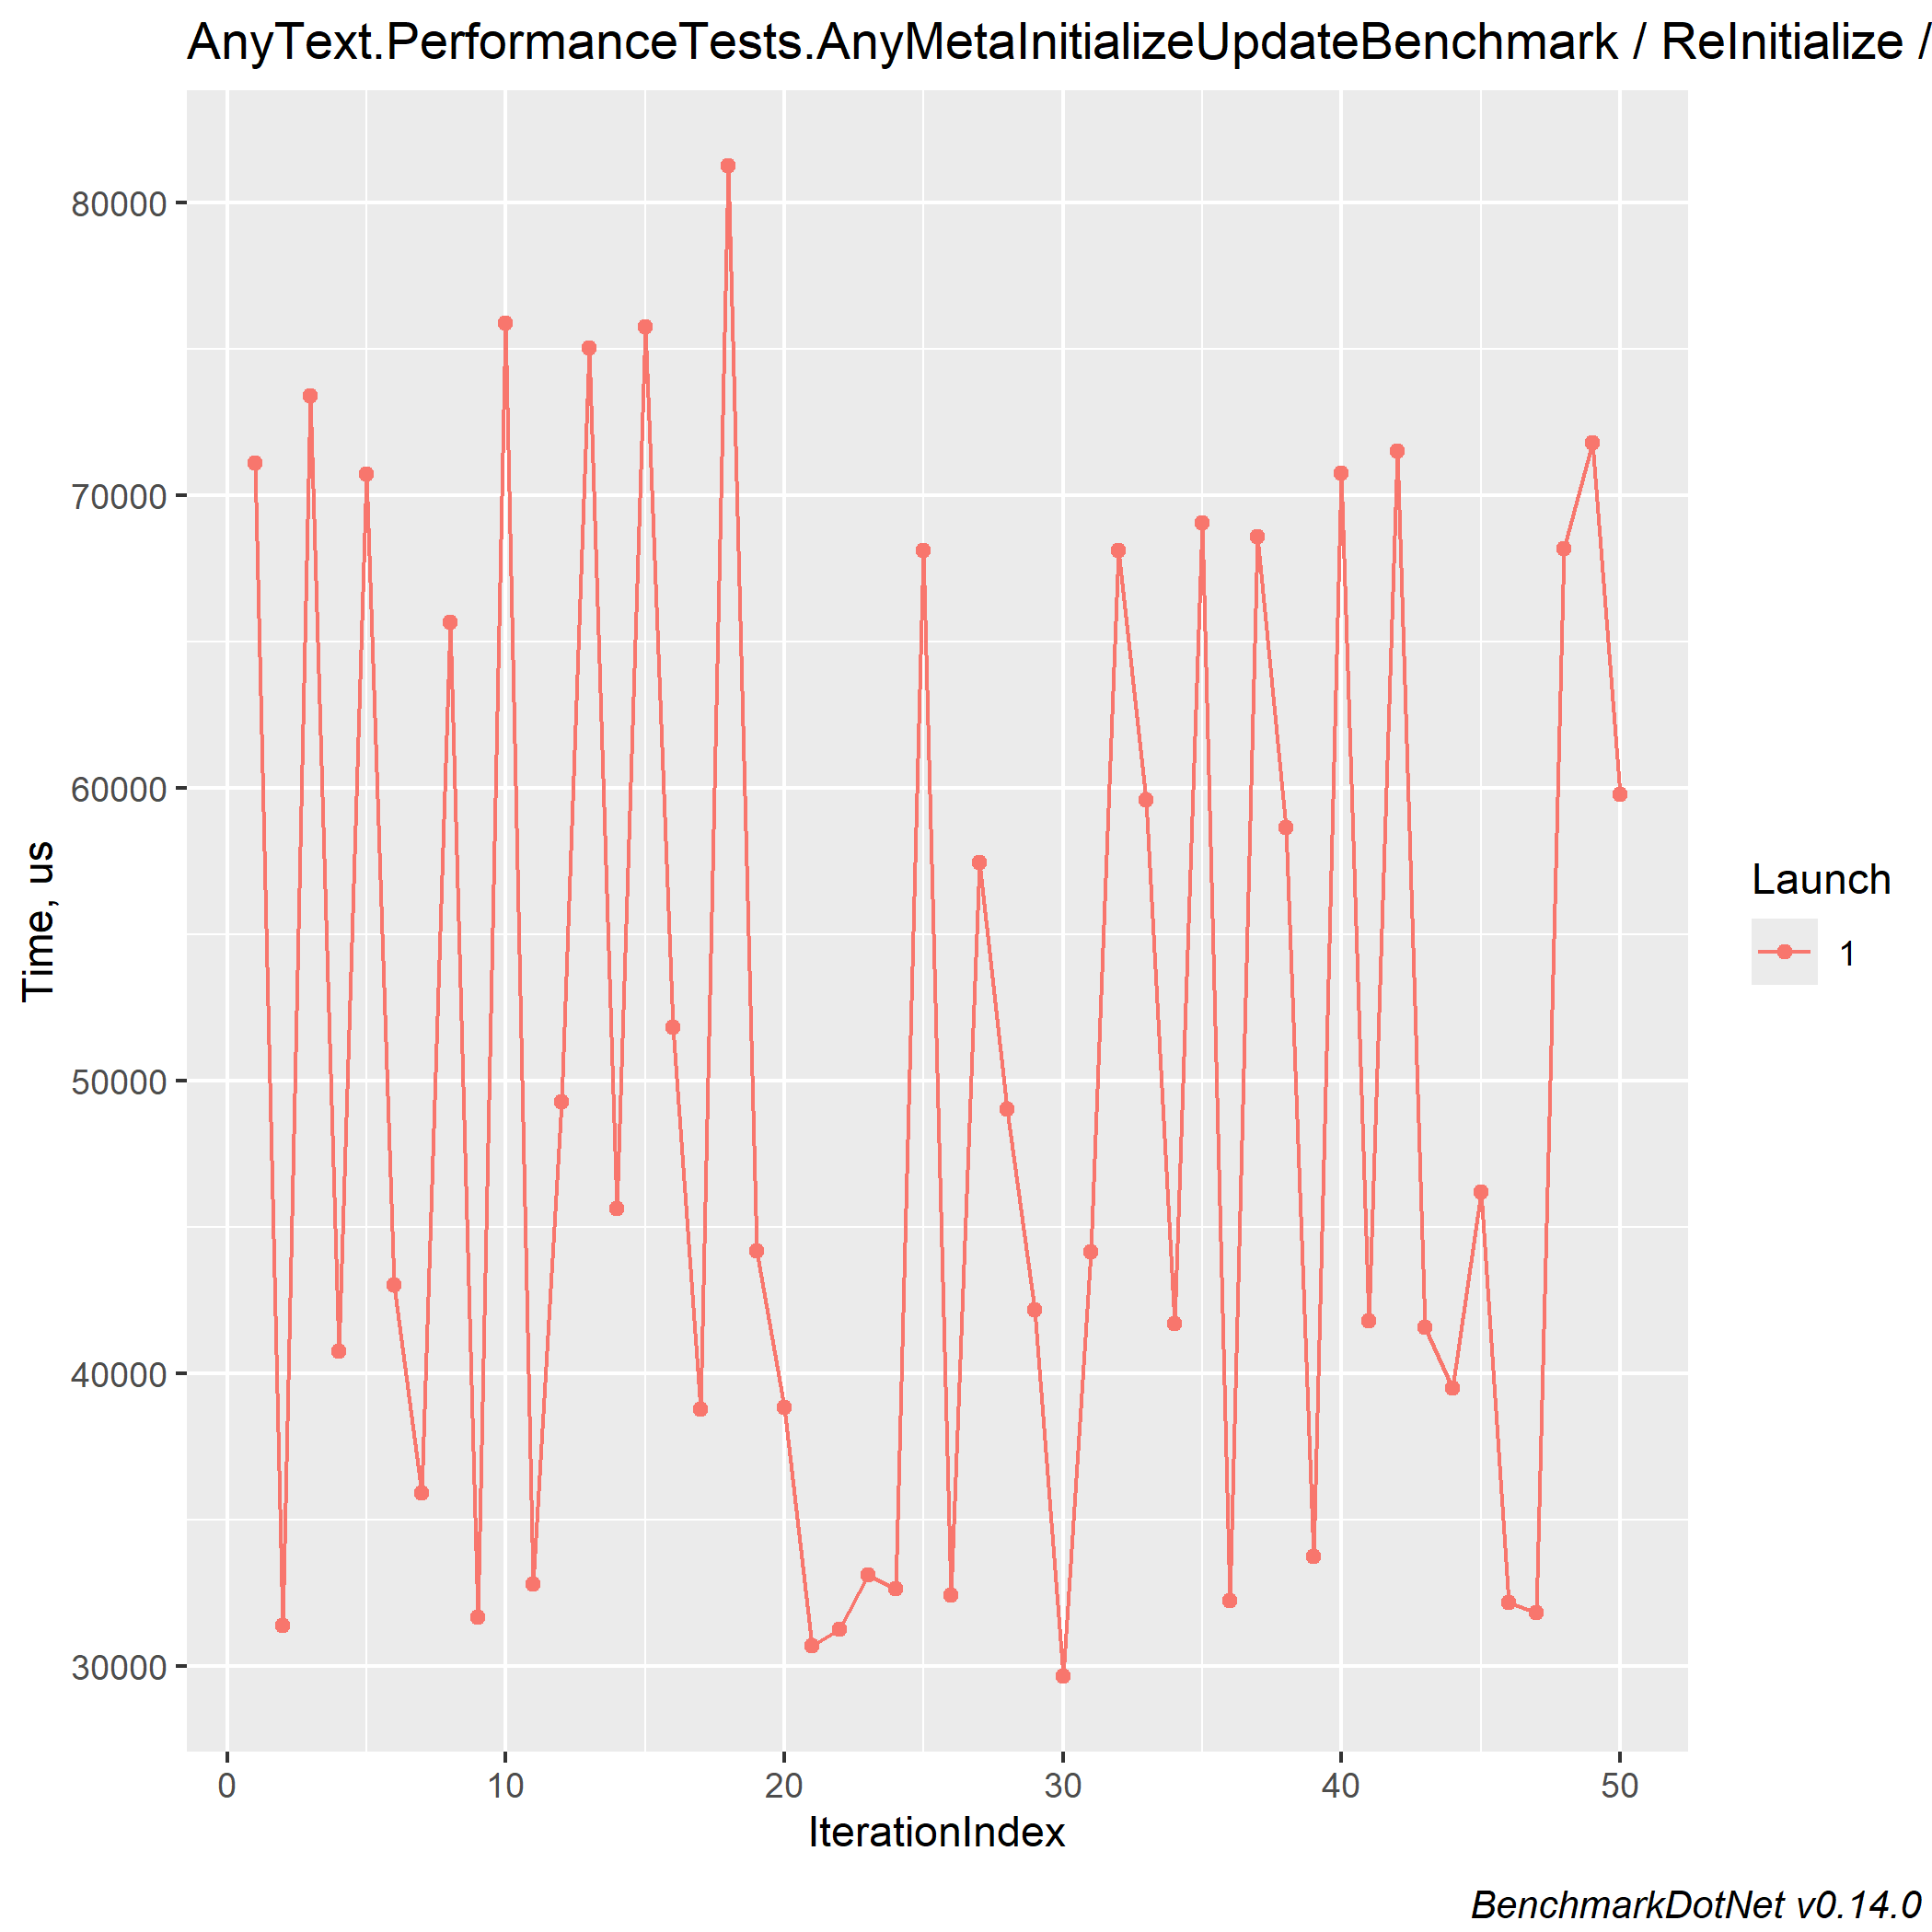 AnyText.PerformanceTests.AnyMetaInitializeUpdateBenchmark / ReInitialize /
80000
70000
60000
50000
40000
30000
Time, us
0 10 20 30 40 50
IterationIndex
Launch
1
BenchmarkDotNet v0.14.0